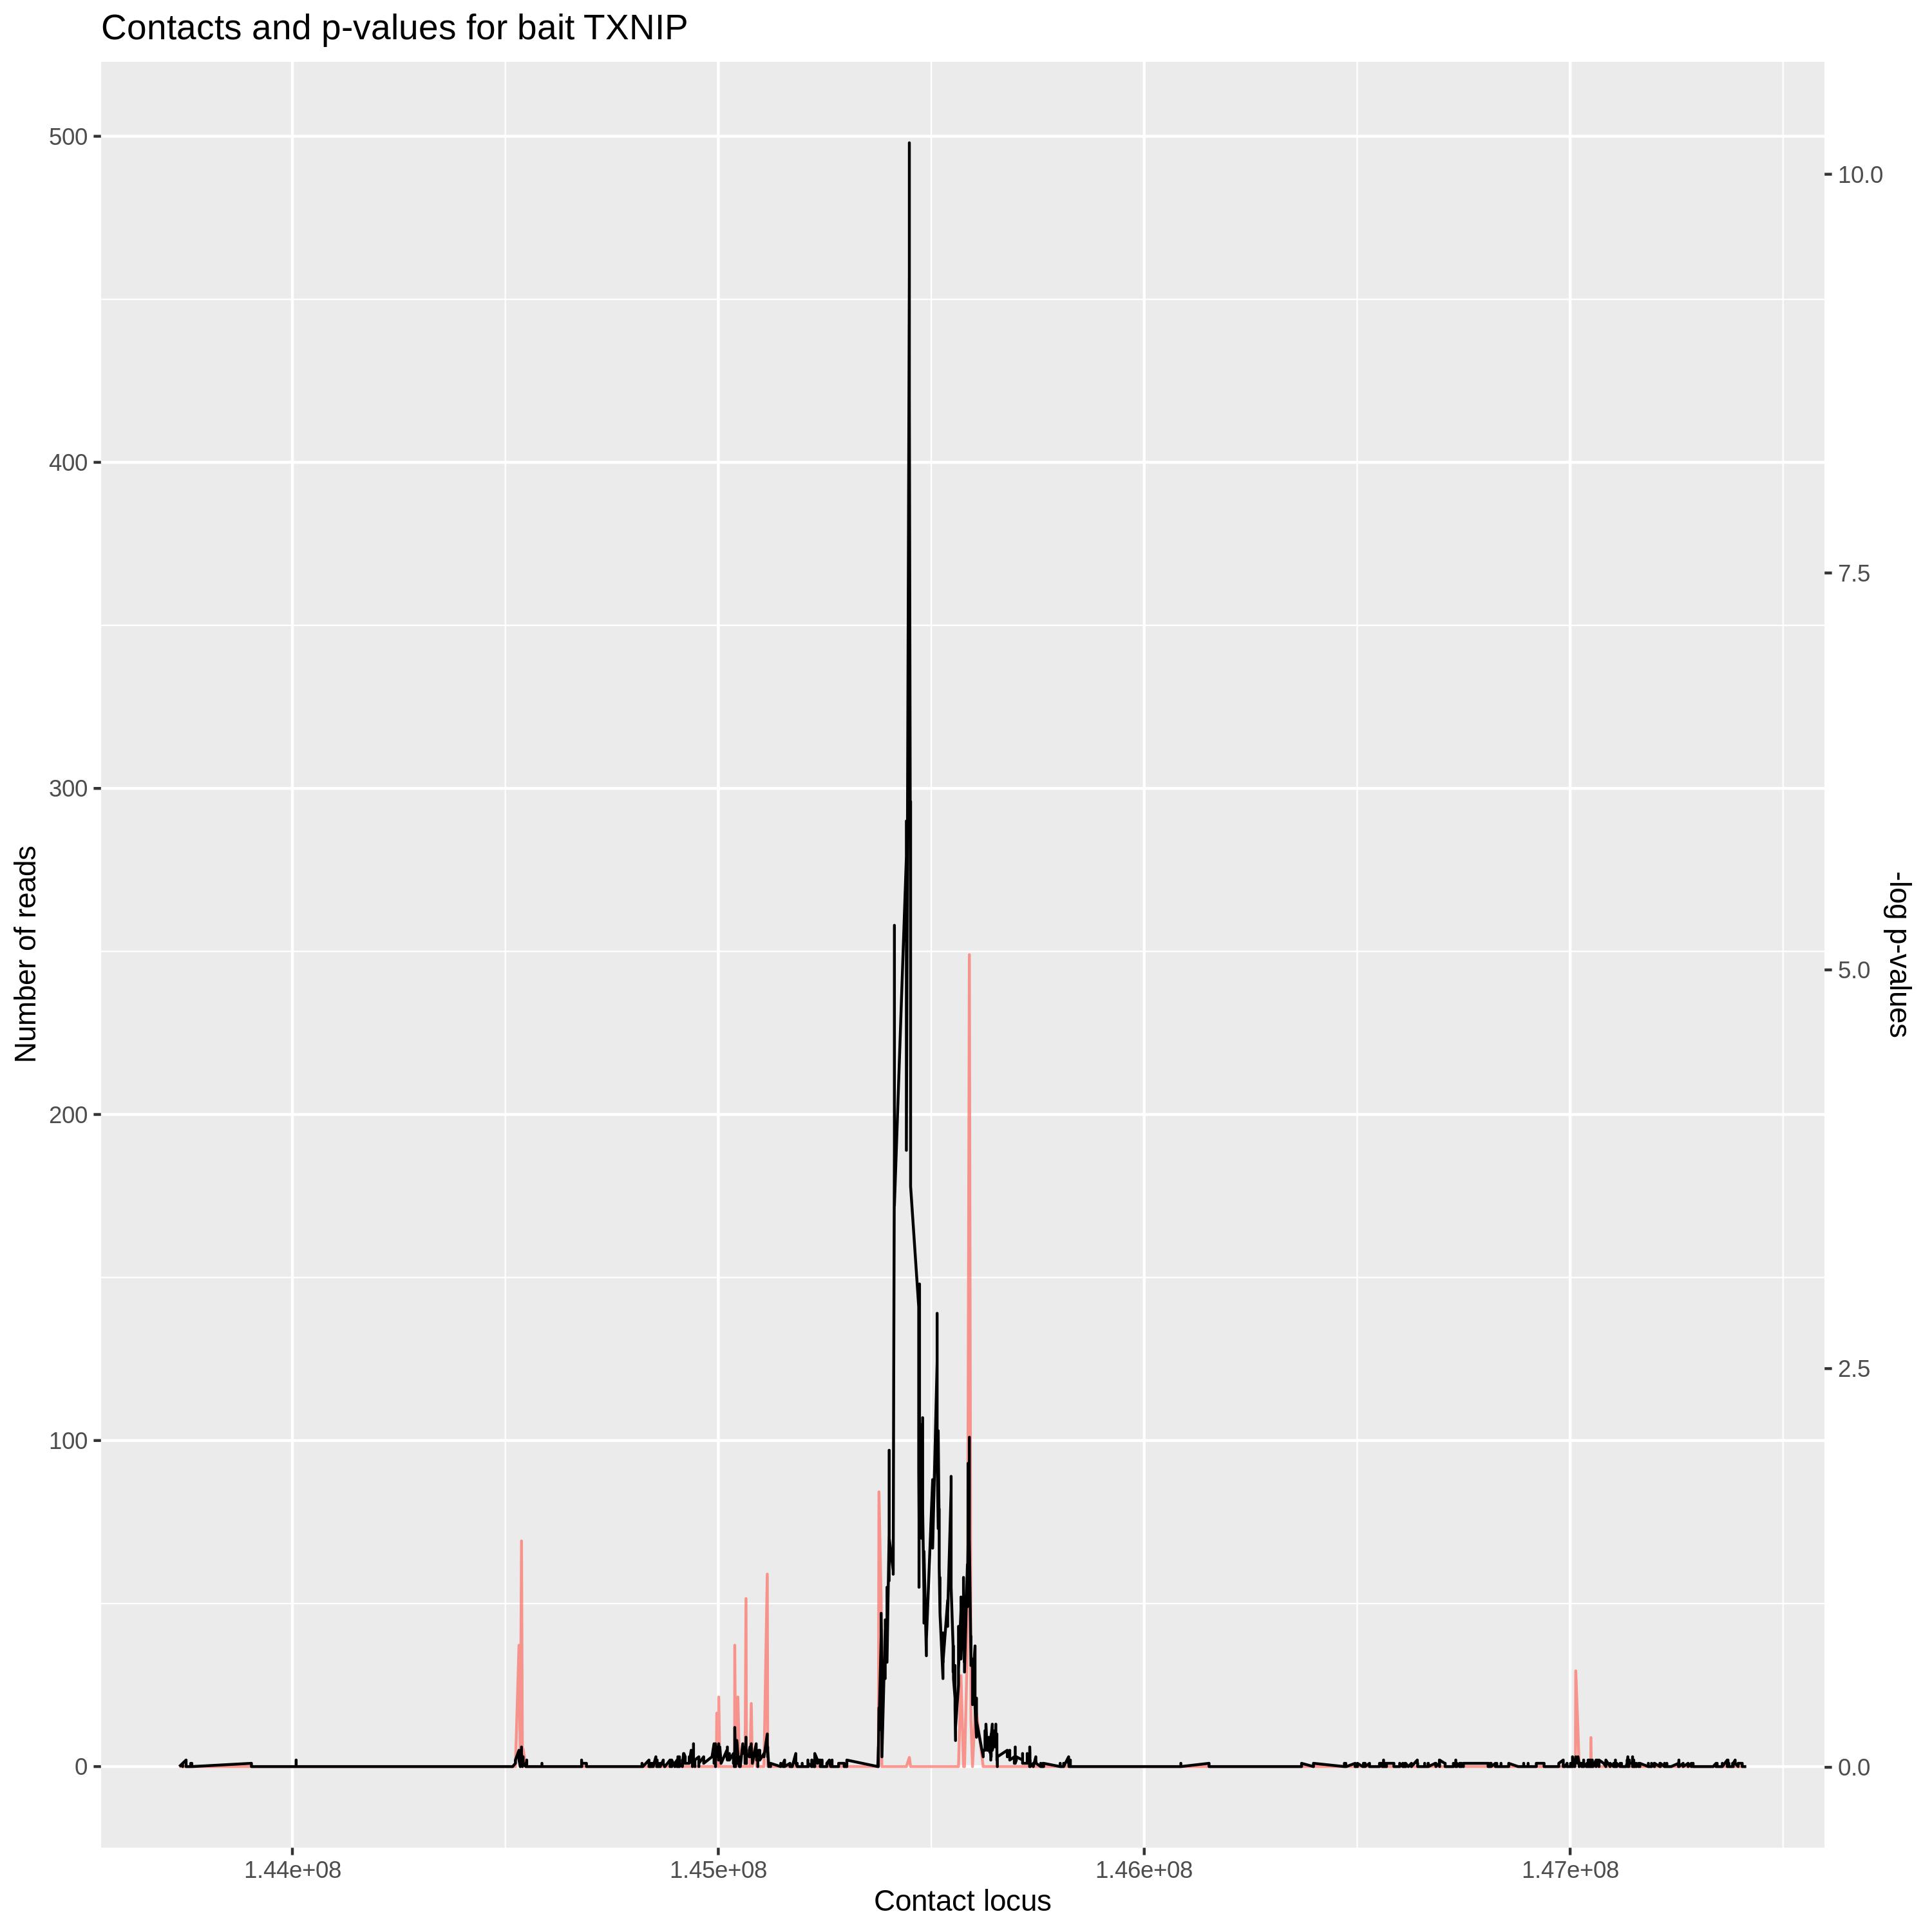 Contacts and p-values for bait TXNIP
500
400
300
200
100
0
Number of reads
10.0
7.5
5.0
2.5
0.0
-log p-values
1.44e+08
1.45e+08
1.46e+08
1.47e+08
Contact locus